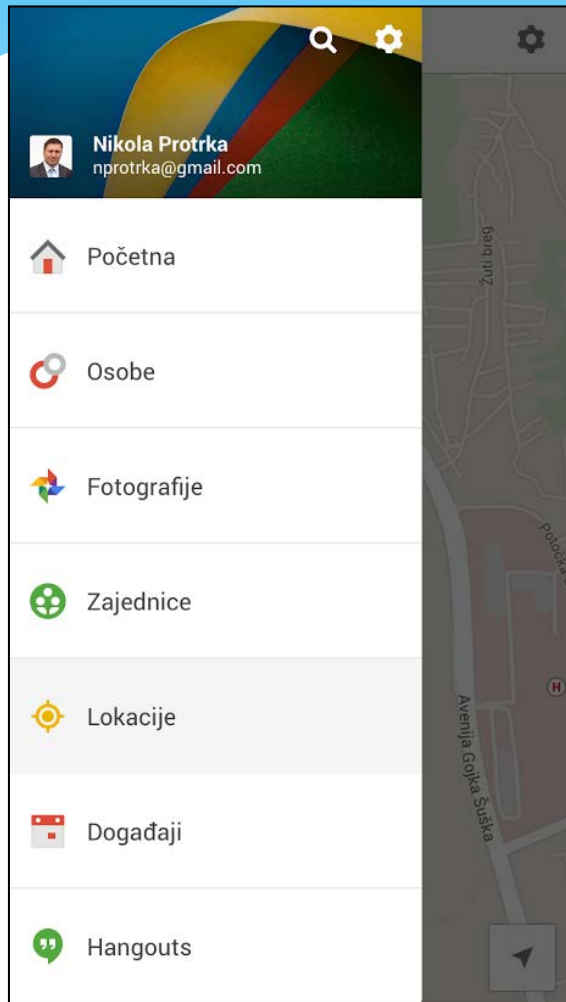 Nikola Protrka
nprotrka@gmail.com
Početna
Osobe
Fotografije
Zajednice
Lokacije
Događaji
Hangouts
Žuti breg
Potočka
H
Avenija Gojka Šuška